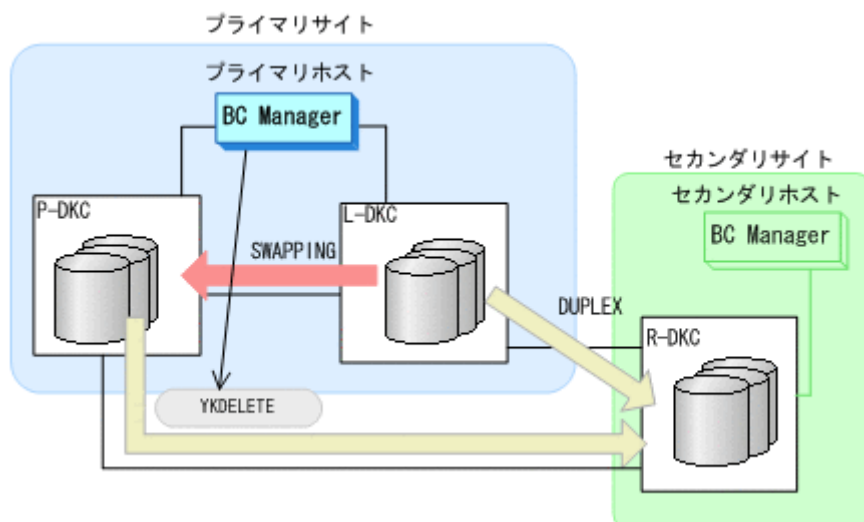 プライマリサイト
プライマリホスト
BC Manager
セカンダリサイト
セカンダリホスト
BC Manager
P-DKC
L-DKC
SWAPPING
DUPLEX
R-DKC
YKDELETE